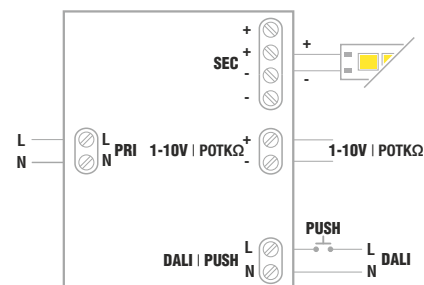 +
+ +
SEC
- -
-
L L PRI 1-10V | POTKΩ + 1-10V | POTKΩ
N N -
PUSH
L L
DALI | PUSH DALI
N N